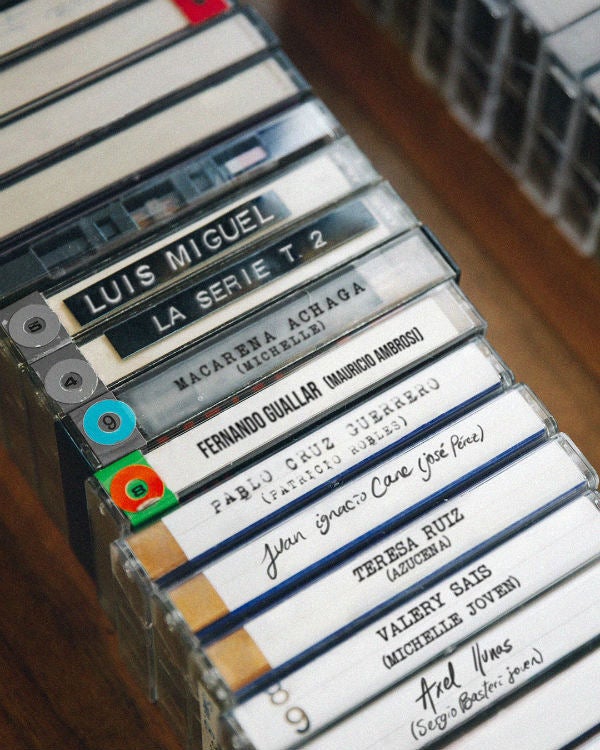 LUIS MIGUEL
LA SERIE T. 2
MACARENA ACHAGA
(MICHELLE)
FERNANDO GUALLAR (MAURICIO AMBROSI)
PABLO CRUZ GUERRERO
(PATRICIO ROBLES)
Juan ignacio Cane (josé Pérez)
TERESA RUIZ
(AZUCENA)
VALERY SAIS
(MICHELLE JOVEN)
Axel llunas
(Sergio Basteri joven)
5
4
9
8
8
9